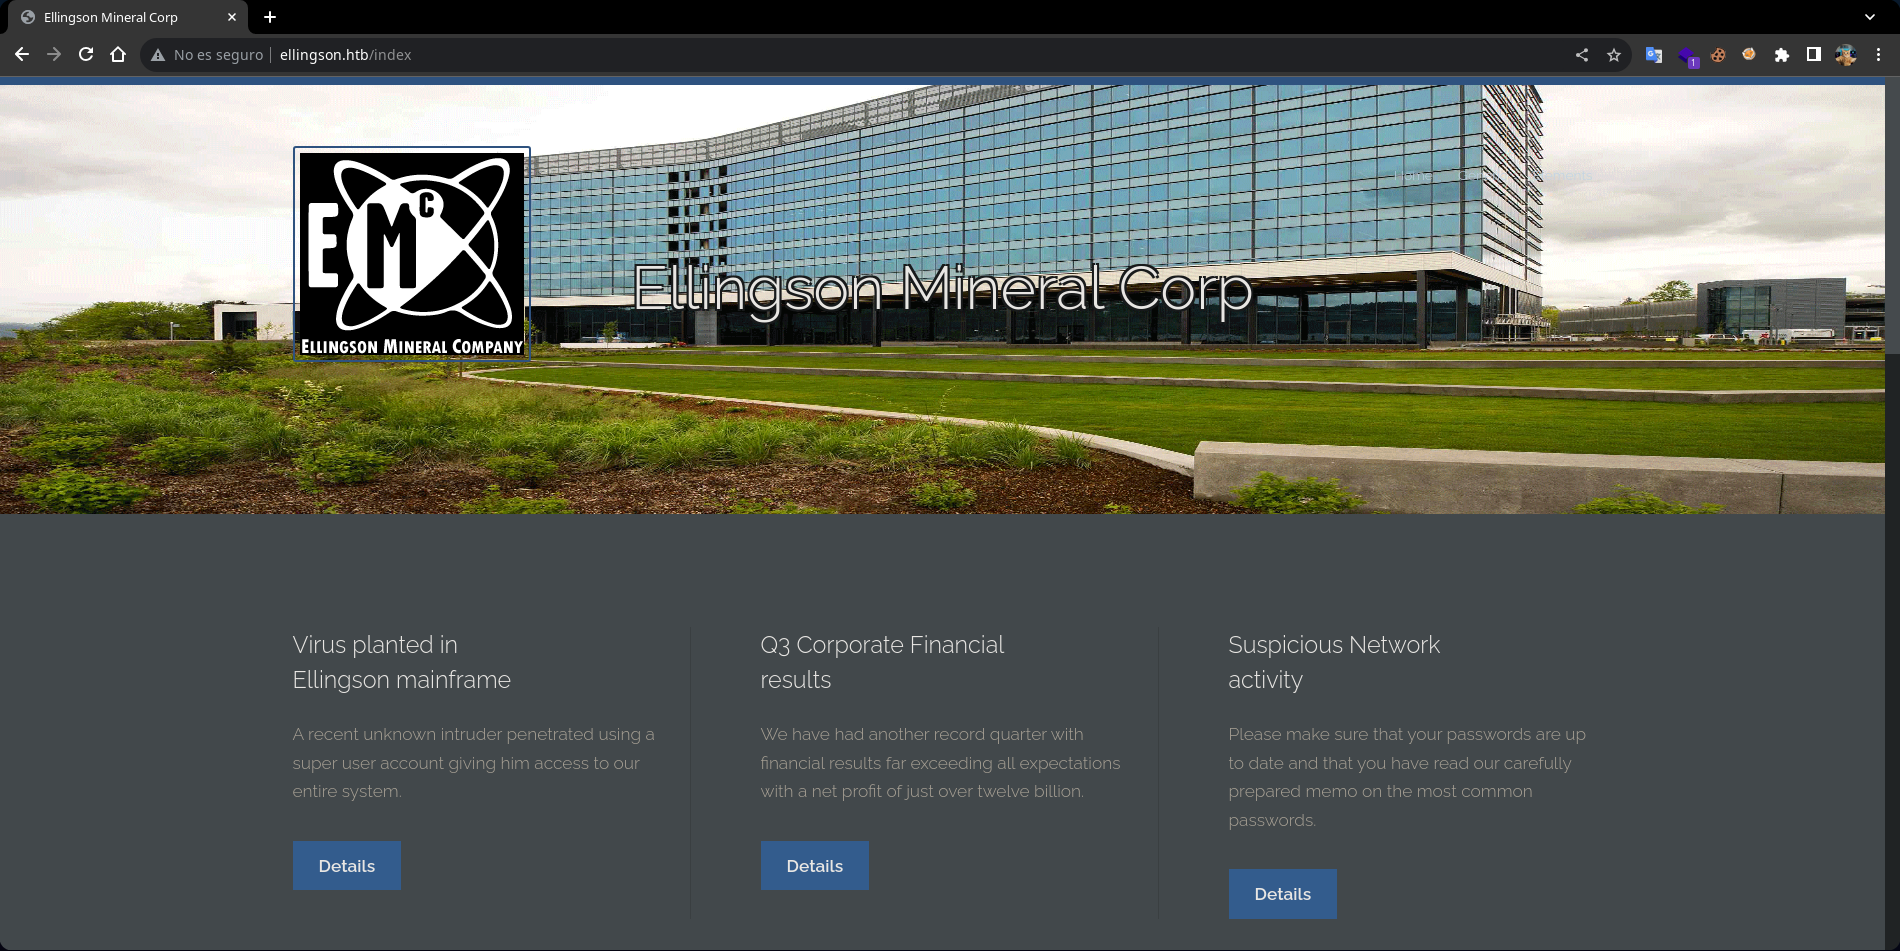 Ellingson Mineral Corp
No es seguro | ellingson.htb/index
1
EMC
ELLINGSON MINERAL COMPANY
Home
Ellingson Mineral Corp
Virus planted in
Ellingson mainframe
A recent unknown intruder penetrated using a
super user account giving him access to our
entire system.
Details
Q3 Corporate Financial
results
We have had another record quarter with
financial results far exceeding all expectations
with a net profit of just over twelve billion.
Details
Suspicious Network
activity
Please make sure that your passwords are up
to date and that you have read our carefully
prepared memo on the most common
passwords.
Details